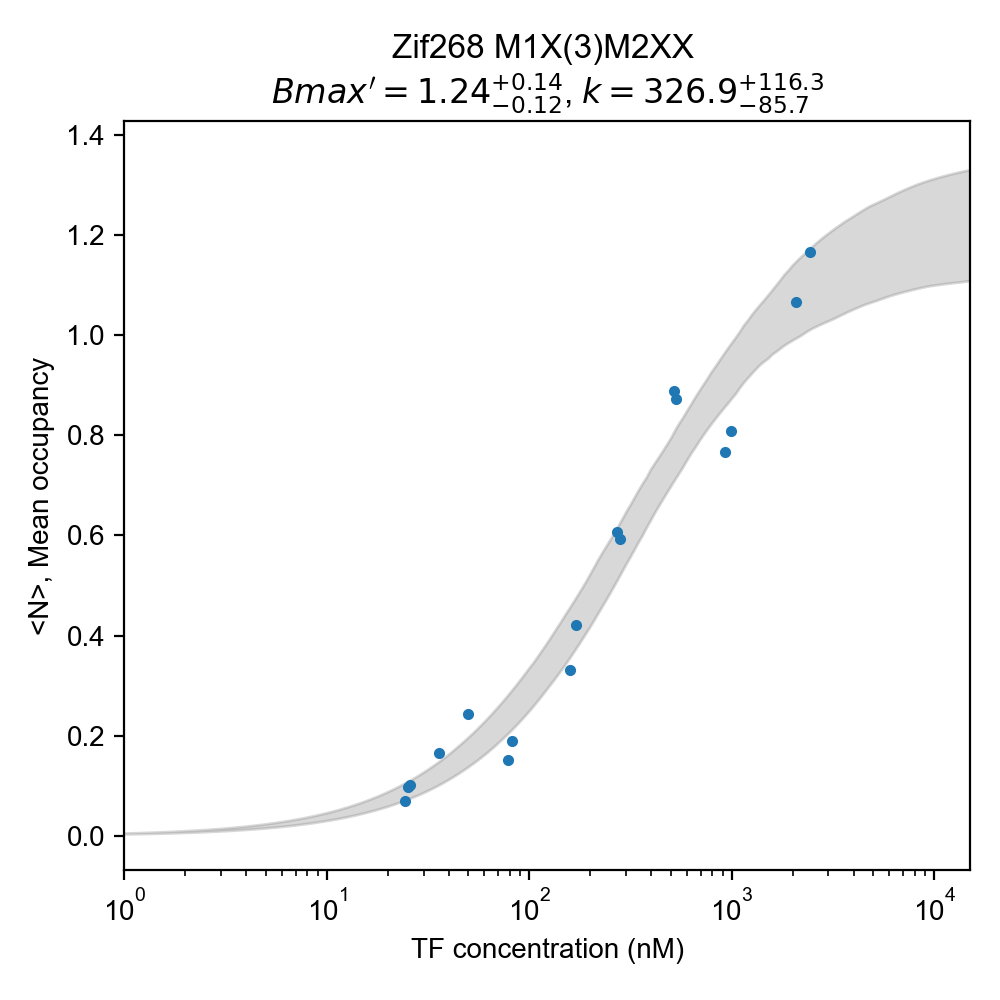 Zif268 M1X(3)M2XX
Bmax′ = 1.24^{+0.14}_{−0.12}, k = 326.9^{+116.3}_{−85.7}
1.4
1.2
1.0
0.8
0.6
0.4
0.2
0.0
<N>, Mean occupancy
10^0 10^1 10^2 10^3 10^4
TF concentration (nM)